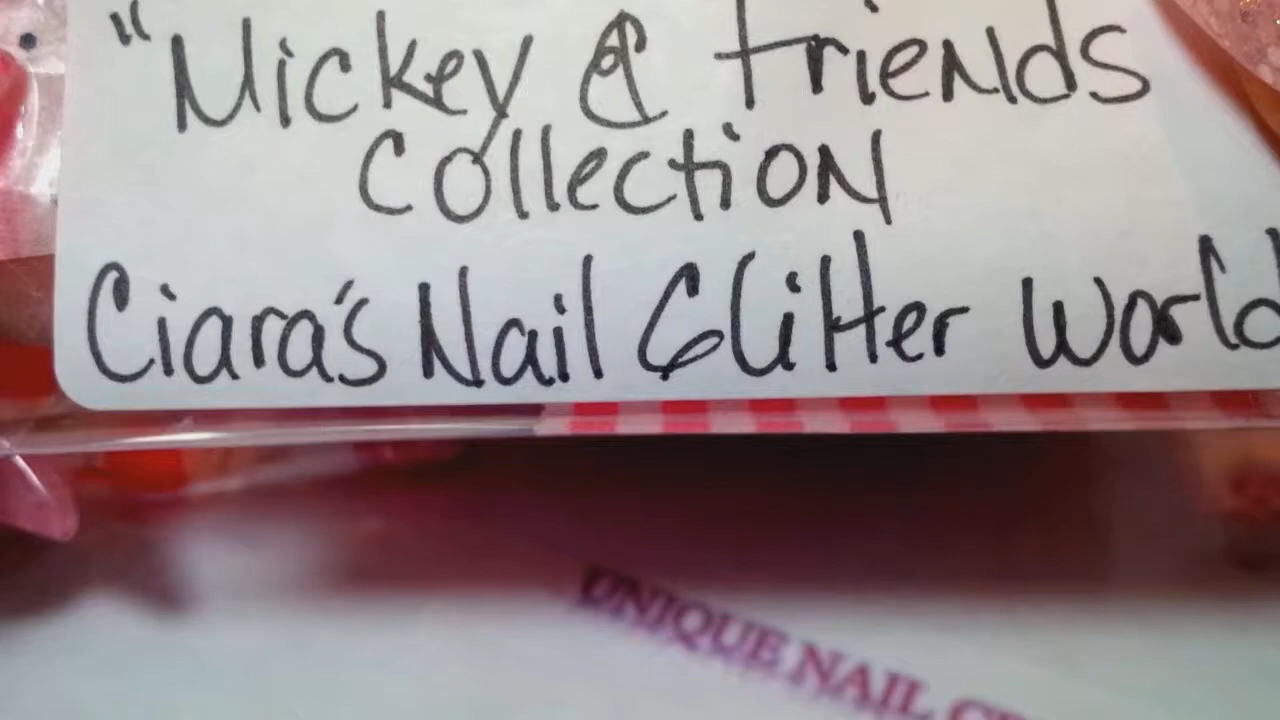 "Mickey & Friends
Collection
Ciara's Nail Glitter World
UNIQUE NAIL